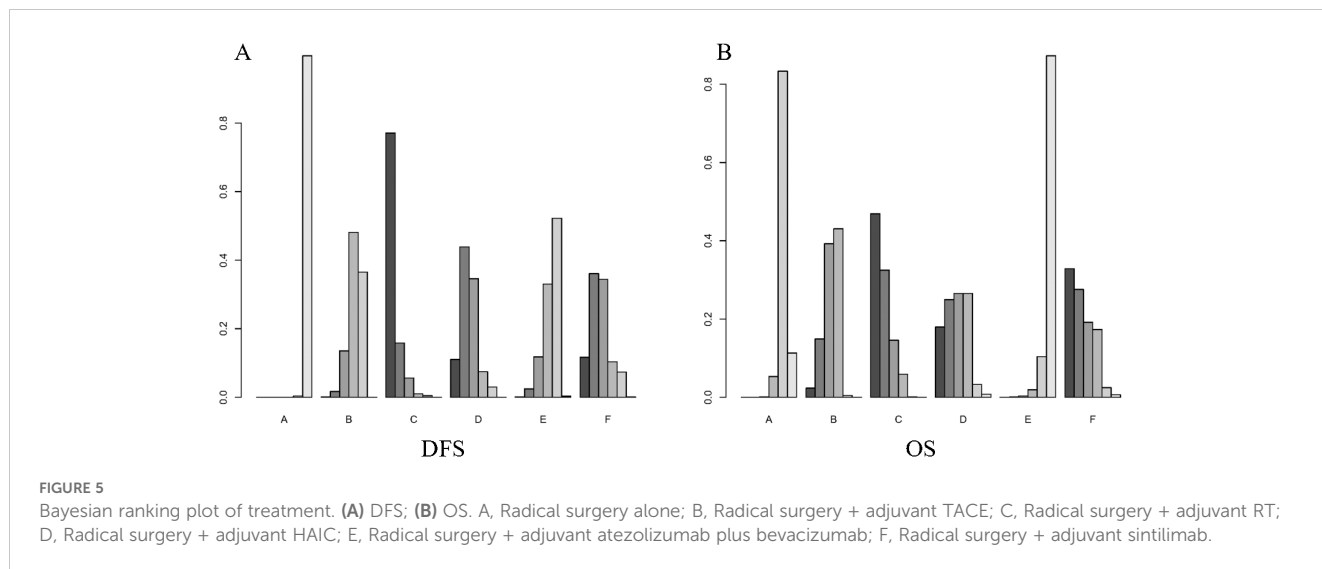 A
B
0.8
0.6
0.4
0.2
0.0
A B C D E F
DFS
0.8
0.6
0.4
0.2
0.0
A B C D E F
OS
FIGURE 5
Bayesian ranking plot of treatment. (A) DFS; (B) OS. A, Radical surgery alone; B, Radical surgery + adjuvant TACE; C, Radical surgery + adjuvant RT;
D, Radical surgery + adjuvant HAIC; E, Radical surgery + adjuvant atezolizumab plus bevacizumab; F, Radical surgery + adjuvant sintilimab.